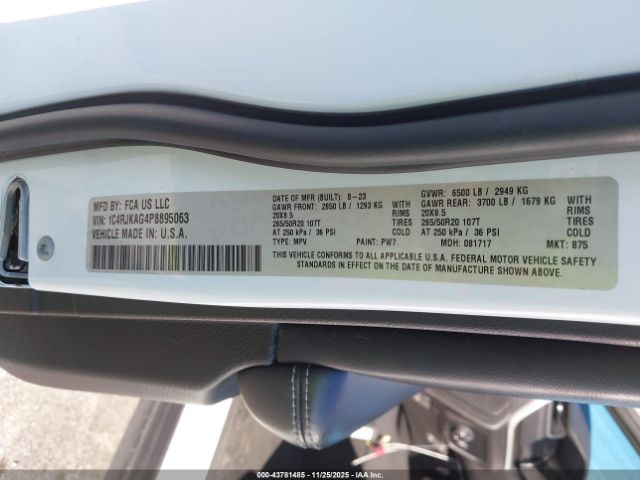 MFD BY: FCA US LLC
VIN: 1C4RJKAG4P8895063
VEHICLE MADE IN U.S.A.
DATE OF MFR (BUILT): 8-23
GAWR FRONT: 2850 LB / 1293 KG
20X8.5
265/50R20 107T
AT 250 kPa / 36 PSI
TYPE: MPV
PAINT: PW7
RIMS
TIRES
COLD
GVWR: 6500 LB / 2949 KG
GAWR REAR: 3700 LB / 1679 KG
20X8.5
265/50R20 107T
AT 250 kPa / 36 PSI
MDH: 081717
RIMS
TIRES
COLD
MKT: 875
THIS VEHICLE CONFORMS TO ALL APPLICABLE U.S.A. FEDERAL MOTOR VEHICLE SAFETY
STANDARDS IN EFFECT ON THE DATE OF MANUFACTURE SHOWN ABOVE.
000-43781485 11/25/2025 - COPYRIGHT IAA, LLC.